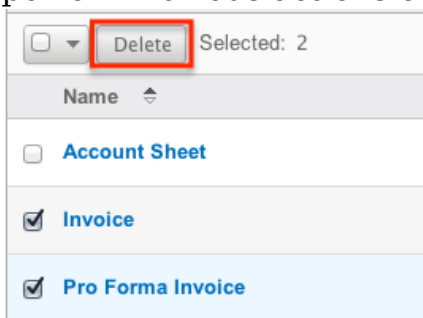 Delete Selected: 2
Name
Account Sheet
Invoice
Pro Forma Invoice